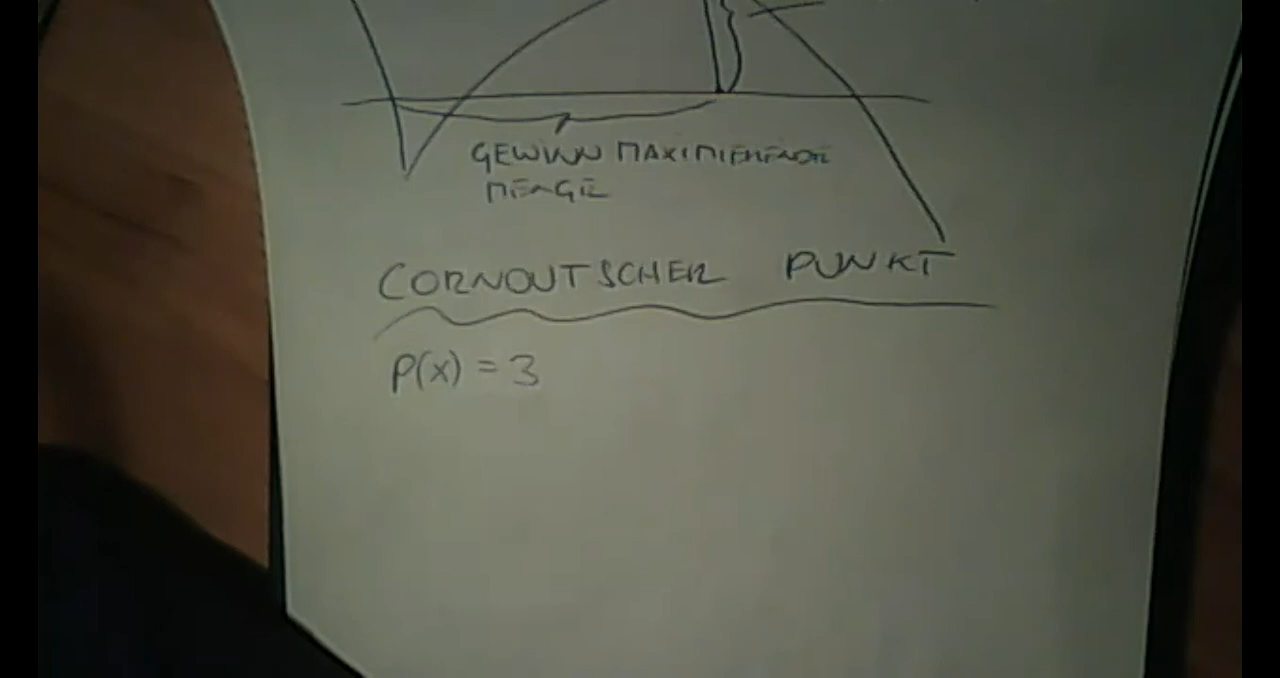 GEWINN MAXIMIERENDE
MENGE
CORNOUTSCHER PUNKT
P(x) = 3